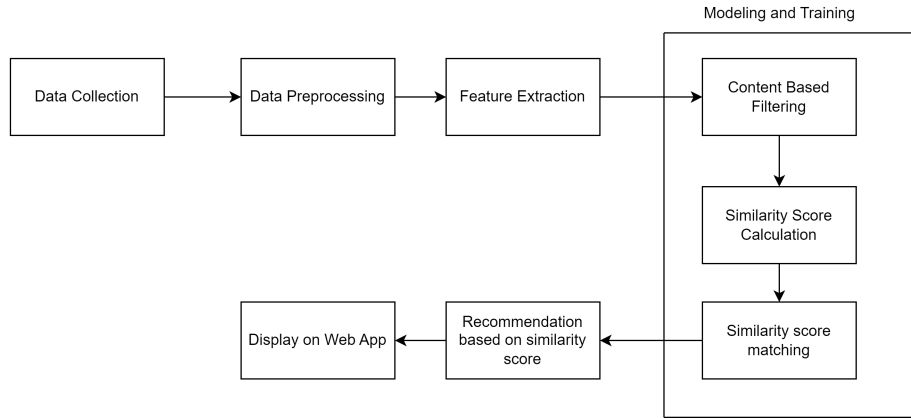 Modeling and Training
Data Collection
Data Preprocessing
Feature Extraction
Content Based
Filtering
Similarity Score
Calculation
Similarity score
matching
Recommendation
based on similarity
score
Display on Web App